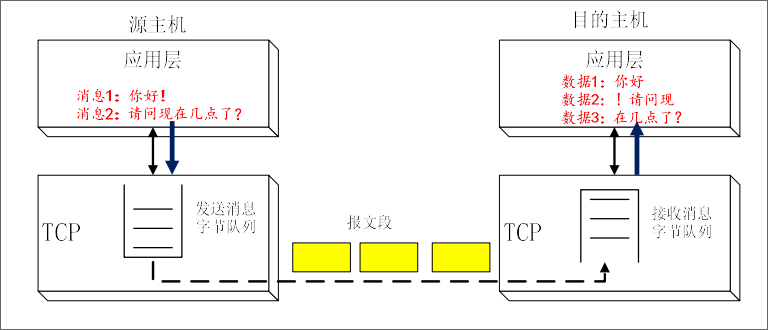 源主机
应用层
消息1：你好！
消息2：请问现在几点了？
TCP
发送消息
字节队列
报文段
目的主机
应用层
数据1：你好
数据2：！请问现
数据3：在几点了？
TCP
接收消息
字节队列